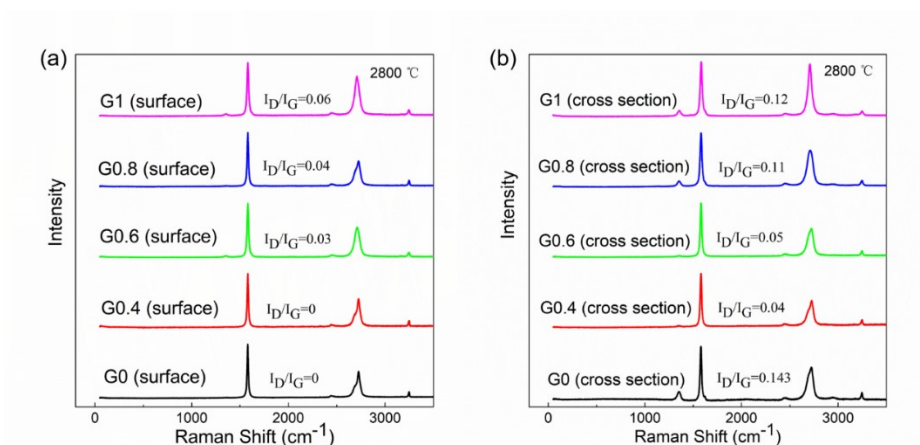 (a)
2800 ℃
G1 (surface)
I_D/I_G=0.06
G0.8 (surface)
I_D/I_G=0.04
G0.6 (surface)
I_D/I_G=0.03
G0.4 (surface)
I_D/I_G=0
G0 (surface)
I_D/I_G=0
Intensity
0 1000 2000 3000
Raman Shift (cm⁻¹)
(b)
2800 ℃
G1 (cross section)
I_D/I_G=0.12
G0.8 (cross section)
I_D/I_G=0.11
G0.6 (cross section)
I_D/I_G=0.05
G0.4 (cross section)
I_D/I_G=0.04
G0 (cross section)
I_D/I_G=0.143
Intensity
0 1000 2000 3000
Raman Shift (cm⁻¹)